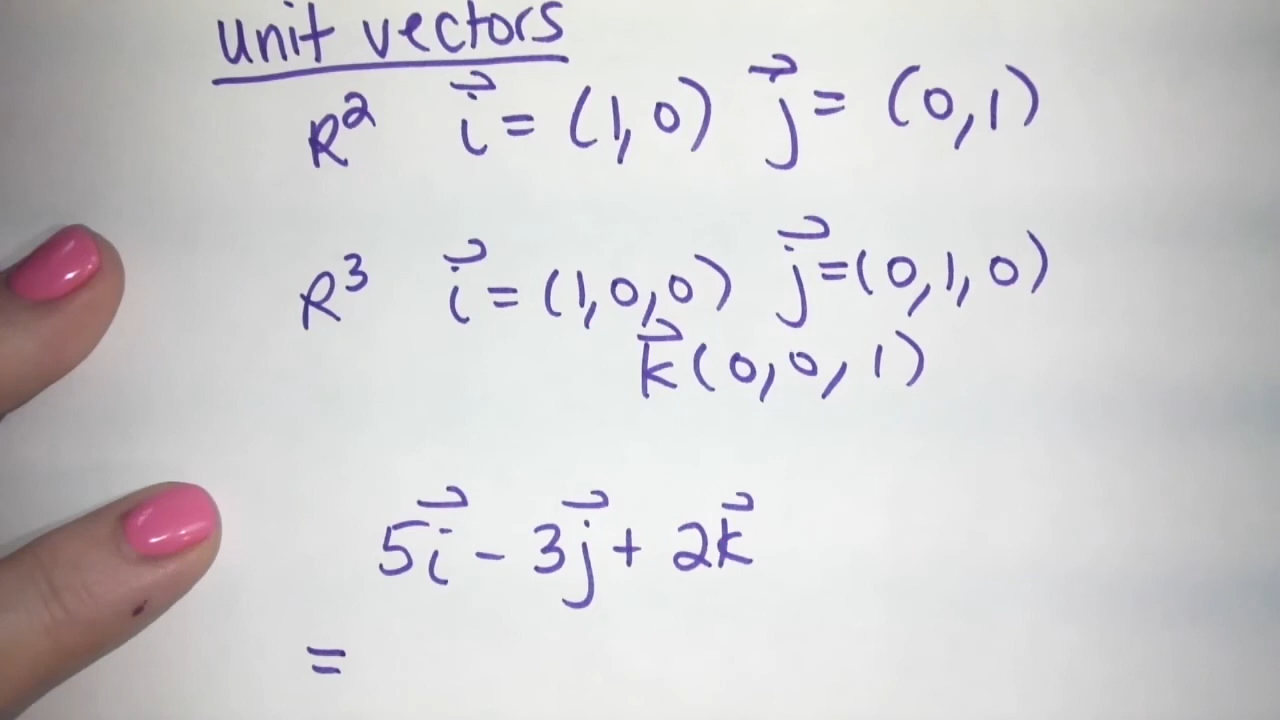 unit vectors
R² i⃗ = (1,0) j⃗ = (0,1)
R³ i⃗ = (1,0,0) j⃗ = (0,1,0)
k⃗ (0,0,1)
5i⃗ - 3j⃗ + 2k⃗
=